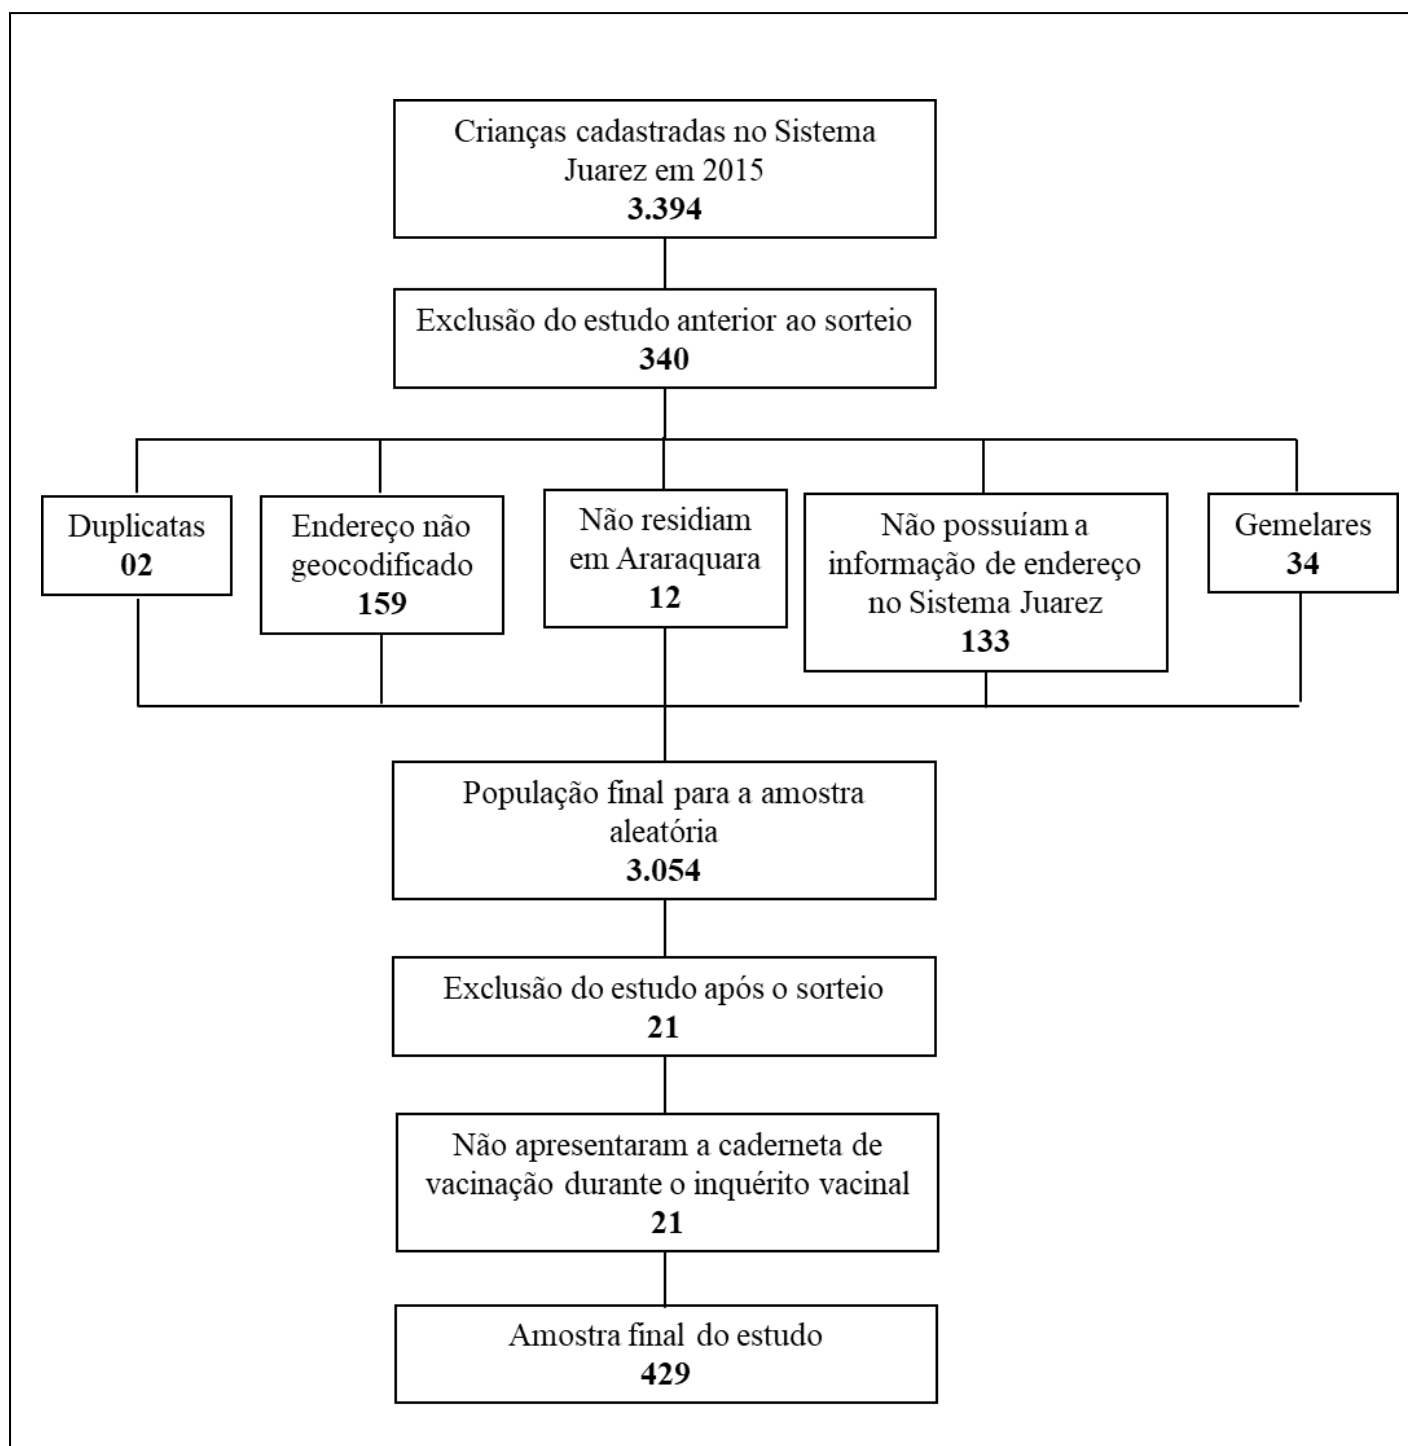 Crianças cadastradas no Sistema
Juarez em 2015
3.394
Exclusão do estudo anterior ao sorteio
340
Duplicatas
02
Endereço não
geocodificado
159
Não residiam
em Araraquara
12
Não possuíam a
informação de endereço
no Sistema Juarez
133
Gemelares
34
População final para a amostra
aleatória
3.054
Exclusão do estudo após o sorteio
21
Não apresentaram a caderneta de
vacinação durante o inquérito vacinal
21
Amostra final do estudo
429